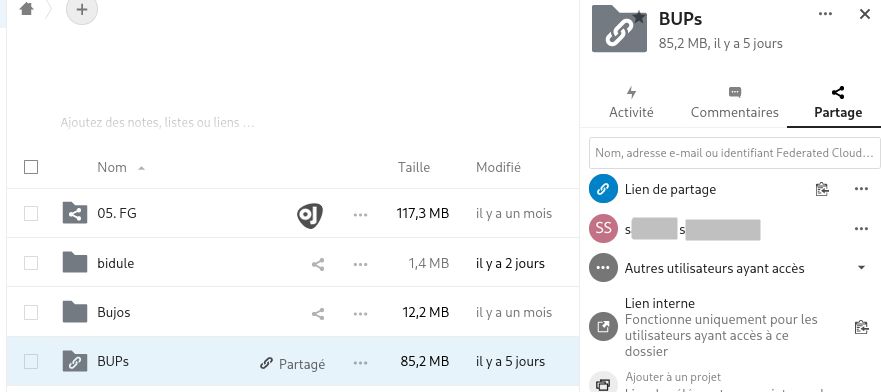 BUPs
85,2 MB, il y a 5 jours
Ajoutez des notes, listes ou liens ...
Activité
Commentaires
Partage
Nom, adresse e-mail ou identifiant Federated Cloud...
Nom
Taille
Modifié
Lien de partage
05. FG
117,3 MB
il y a un mois
SS
s
s
bidule
1,4 MB
il y a 2 jours
Autres utilisateurs ayant accès
Bujos
12,2 MB
il y a un mois
Lien interne
Fonctionne uniquement pour les
utilisateurs ayant accès à ce
dossier
BUPs
Partagé
85,2 MB
il y a 5 jours
Ajouter à un projet